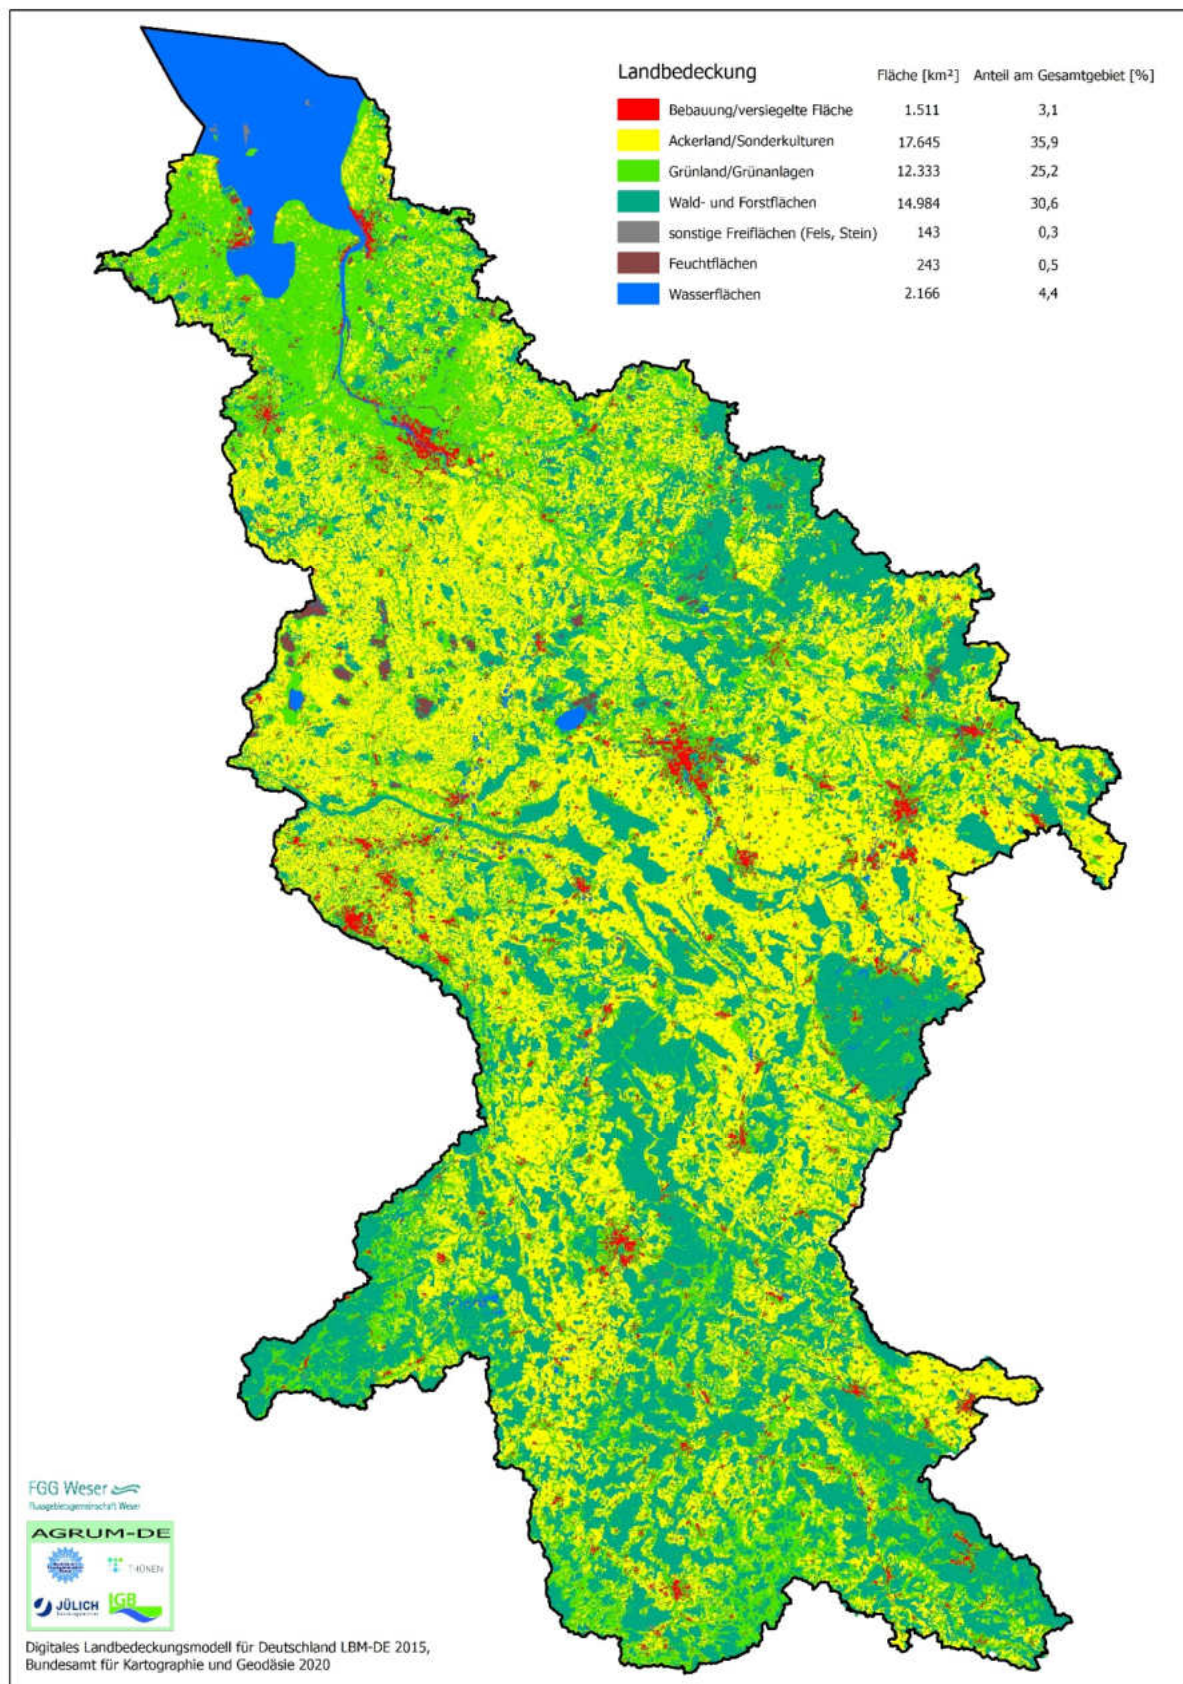 Landbedeckung Fläche [km²] Anteil am Gesamtgebiet [%]
Bebauung/versiegelte Fläche 1.511 3,1
Ackerland/Sonderkulturen 17.645 35,9
Grünland/Grünanlagen 12.333 25,2
Wald- und Forstflächen 14.984 30,6
sonstige Freiflächen (Fels, Stein) 143 0,3
Feuchtflächen 243 0,5
Wasserflächen 2.166 4,4
FGG Weser
Flussgebietsgemeinschaft Weser
AGRUM-DE
THÜNEN
JÜLICH
IGB
Digitales Landbedeckungsmodell für Deutschland LBM-DE 2015,
Bundesamt für Kartographie und Geodäsie 2020